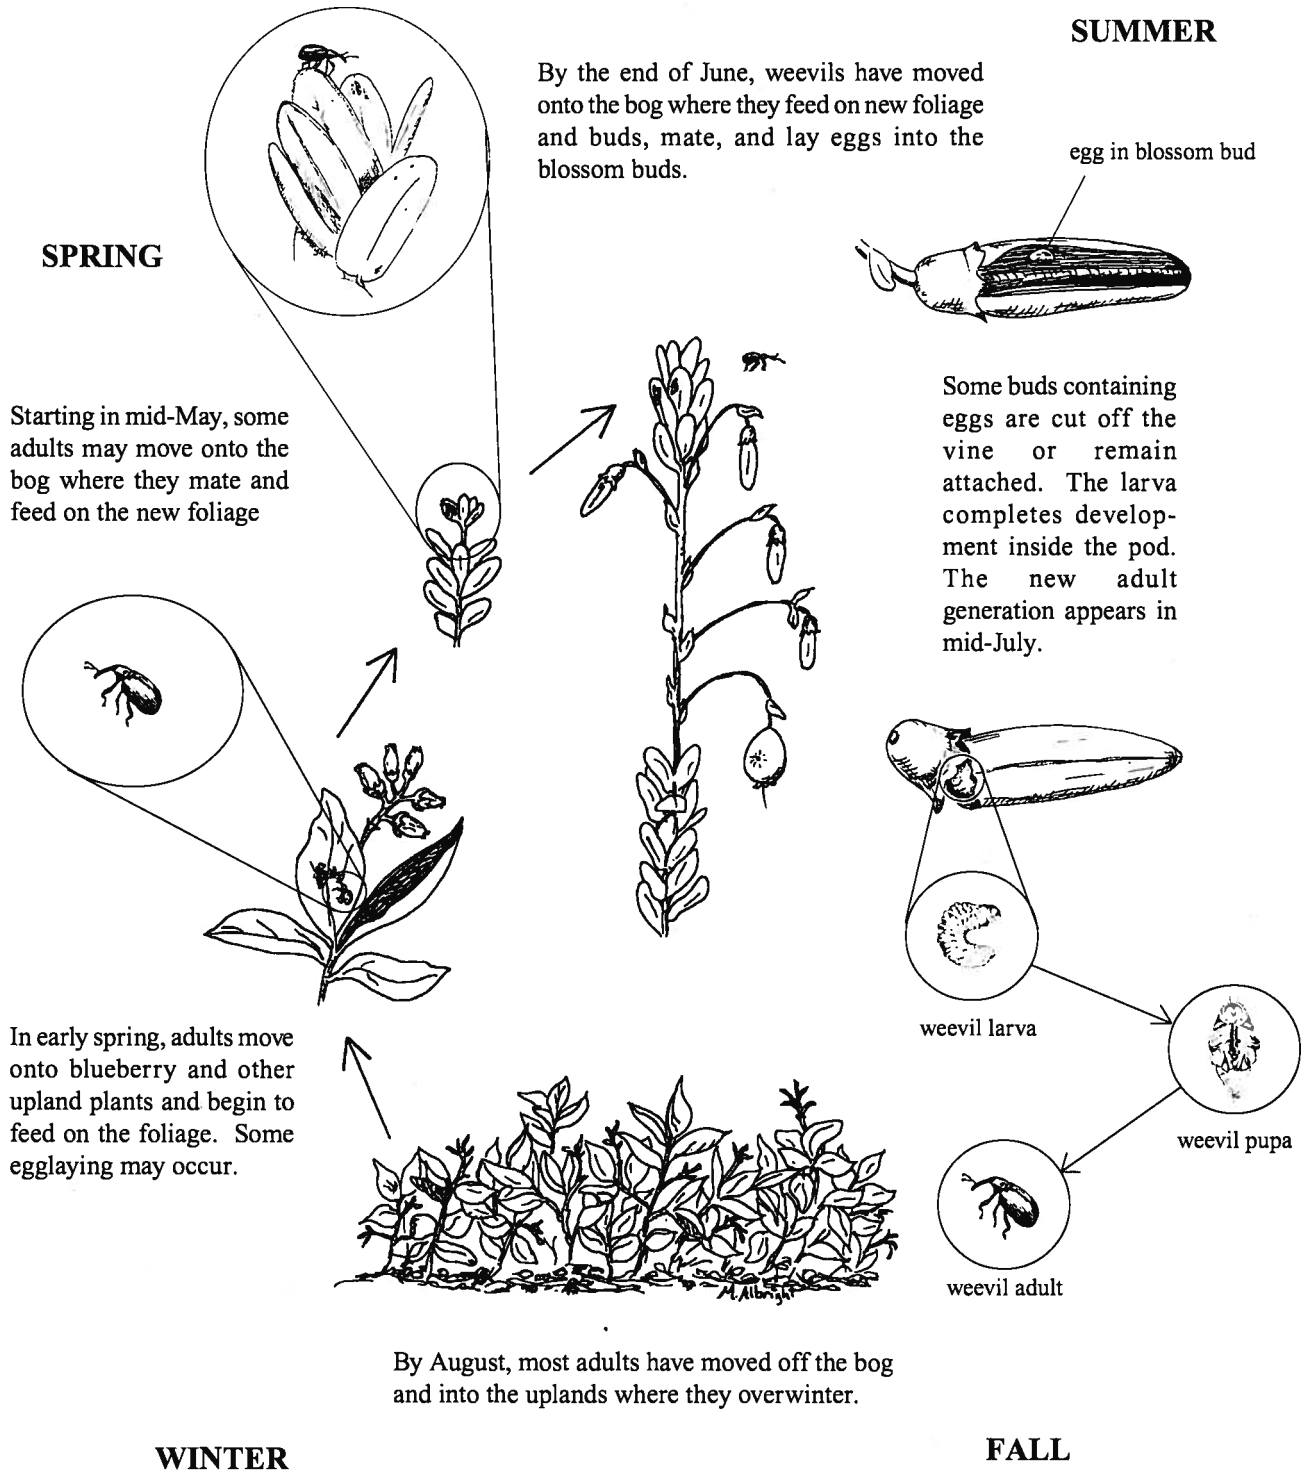 SUMMER
By the end of June, weevils have moved
onto the bog where they feed on new foliage
and buds, mate, and lay eggs into the
blossom buds.
egg in blossom bud
SPRING
Starting in mid-May, some
adults may move onto the
bog where they mate and
feed on the new foliage
Some buds containing
eggs are cut off the
vine or remain
attached. The larva
completes develop-
ment inside the pod.
The new adult
generation appears in
mid-July.
weevil larva
weevil pupa
weevil adult
In early spring, adults move
onto blueberry and other
upland plants and begin to
feed on the foliage. Some
egglaying may occur.
M. Albright
By August, most adults have moved off the bog
and into the uplands where they overwinter.
WINTER
FALL